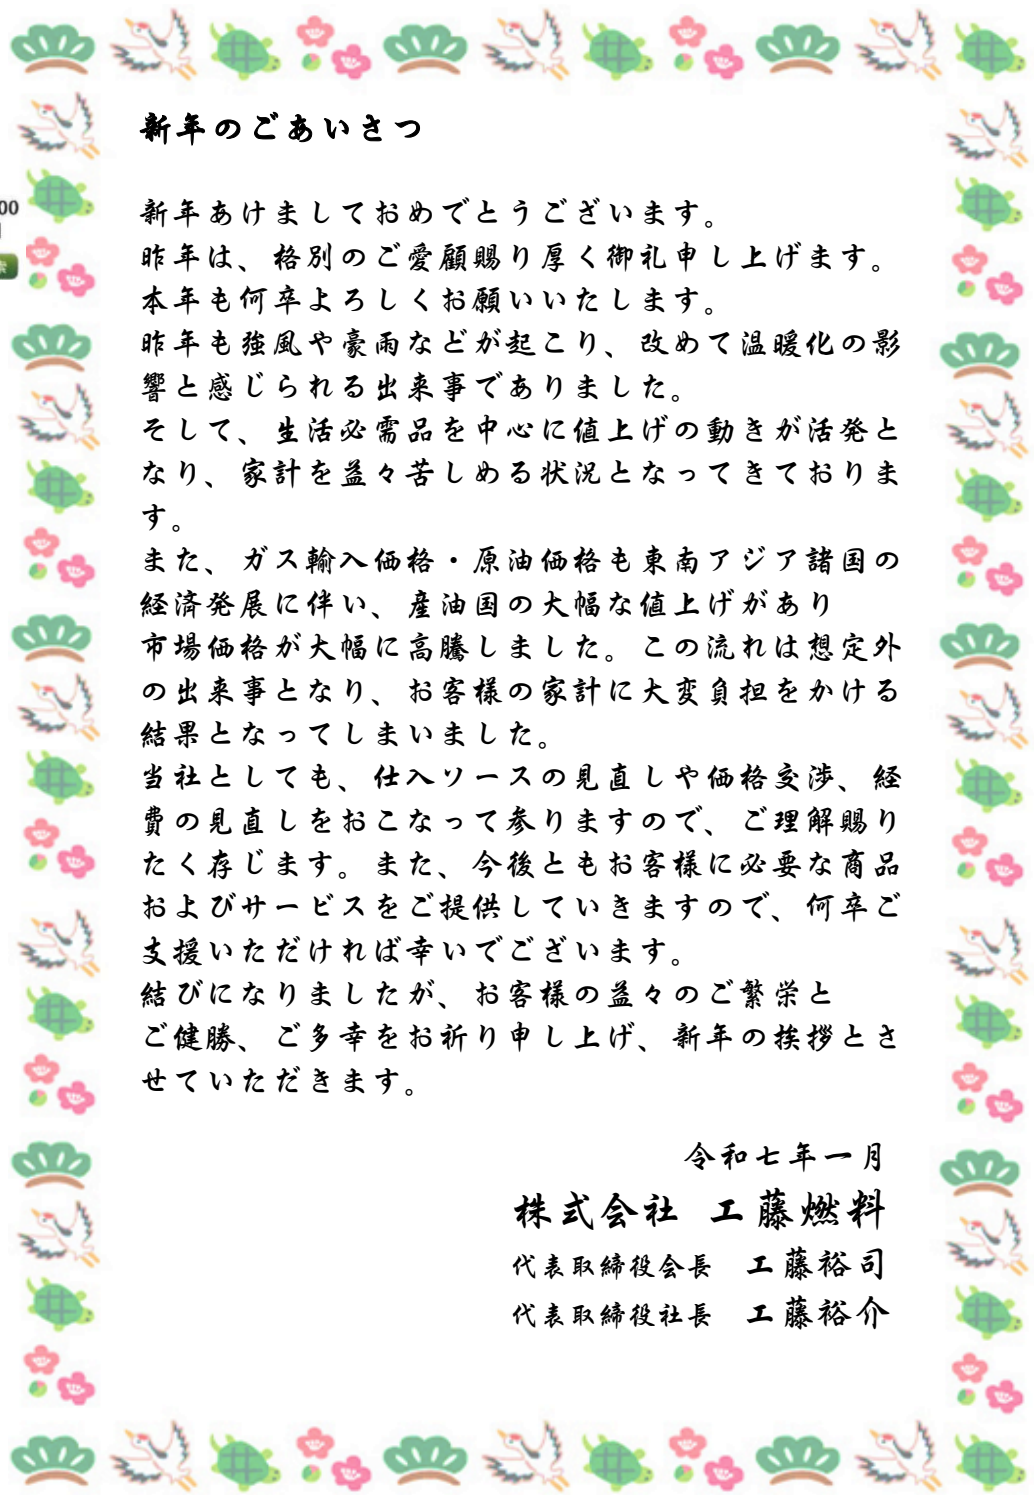 新年のごあいさつ
新年あけましておめでとうございます。
昨年は、格別のご愛顧賜り厚く御礼申し上げます。
本年も何卒よろしくお願いいたします。
昨年も強風や豪雨などが起こり、改めて温暖化の影
響と感じられる出来事でありました。
そして、生活必需品を中心に値上げの動きが活発と
なり、家計を益々苦しめる状況となってきておりま
す。
また、ガス輸入価格・原油価格も東南アジア諸国の
経済発展に伴い、産油国の大幅な値上げがあり
市場価格が大幅に高騰しました。この流れは想定外
の出来事となり、お客様の家計に大変負担をかける
結果となってしまいました。
当社としても、仕入ソースの見直しや価格交渉、経
費の見直しをおこなって参りますので、ご理解賜り
たく存じます。また、今後ともお客様に必要な商品
およびサービスをご提供していきますので、何卒ご
支援いただければ幸いでございます。
結びになりましたが、お客様の益々のご繁栄と
ご健勝、ご多幸をお祈り申し上げ、新年の挨拶とさ
せていただきます。
令和七年一月
株式会社 工藤燃料
代表取締役会長 工藤裕司
代表取締役社長 工藤裕介
00